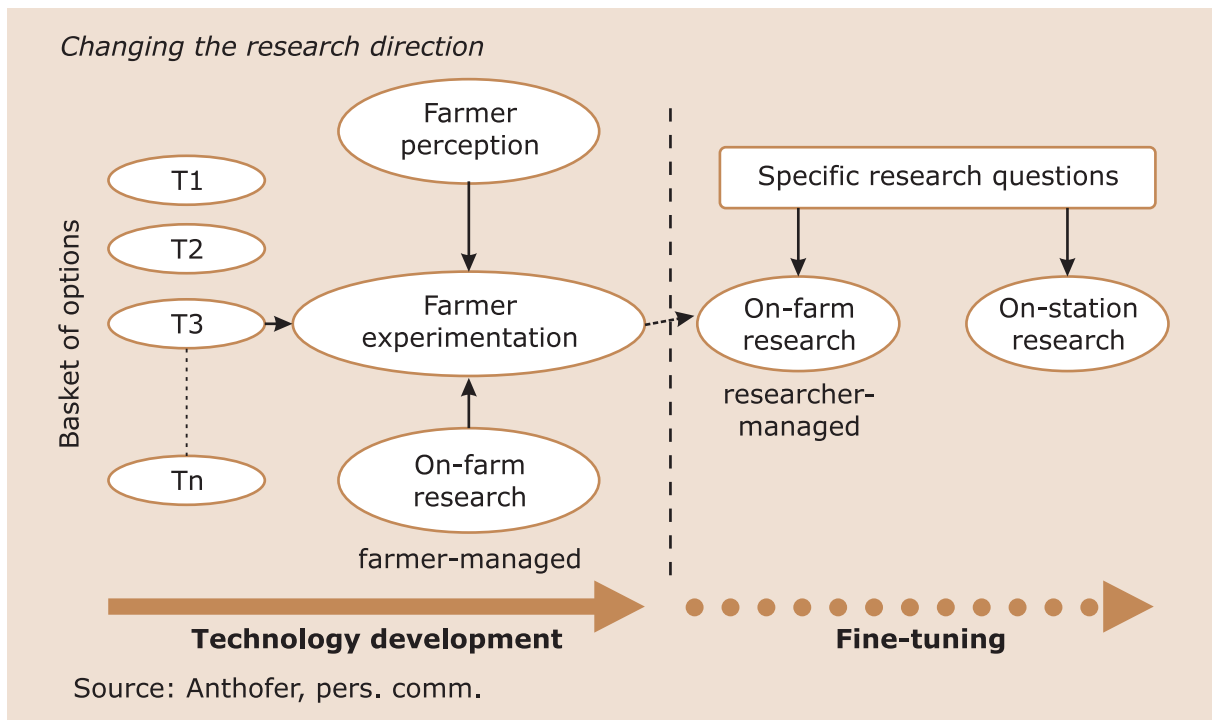 Changing the research direction
Basket of options
T1
T2
T3
Tn
Farmer
perception
Farmer
experimentation
On-farm
research
farmer-managed
Specific research questions
On-farm
research
researcher-
managed
On-station
research
Technology development
Fine-tuning
Source: Anthofer, pers. comm.